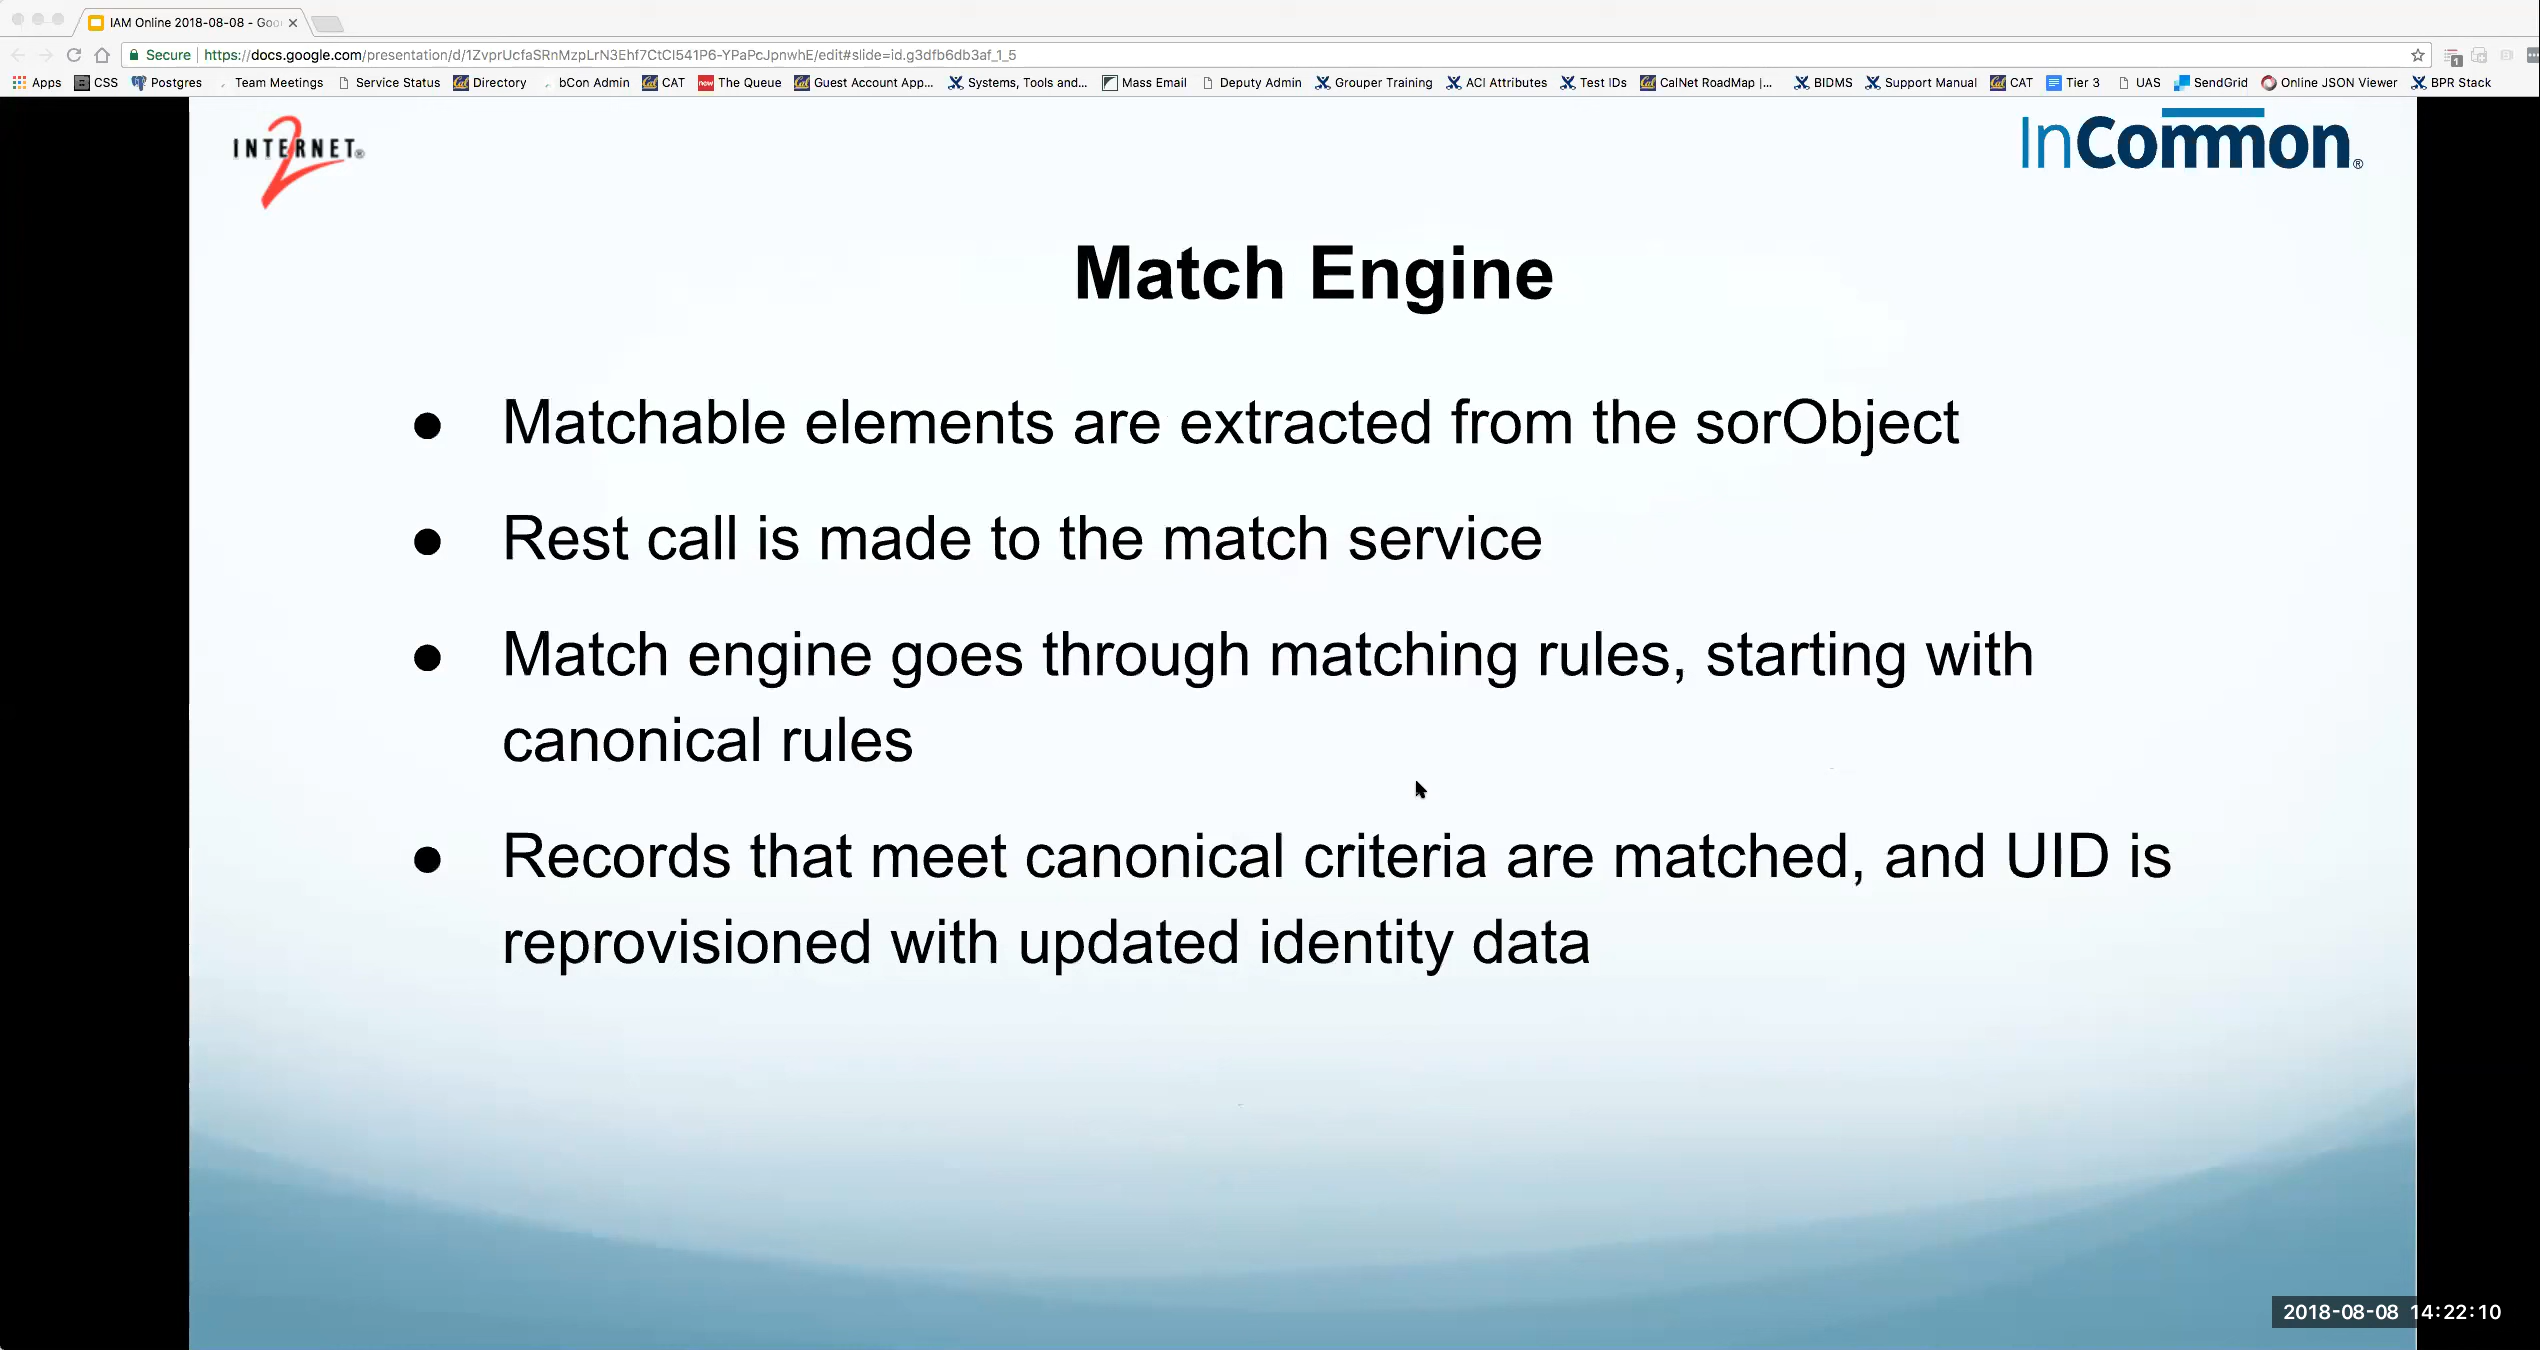 IAM Online 2018-08-08 - Goo
Secure https://docs.google.com/presentation/d/1ZvprUcfaSRnMzpLrN3Ehf7CtCI541P6-YPaPcJpnwhE/edit#slide=id.g3dfb6db3af_1_5
Apps CSS Postgres Team Meetings Service Status Directory bCon Admin CAT now The Queue Guest Account App... Systems, Tools and... Mass Email Deputy Admin Grouper Training ACI Attributes Test IDs CalNet RoadMap |... BIDMS Support Manual CAT Tier 3 UAS SendGrid Online JSON Viewer BPR Stack
INTERNET® 2
InCommon®
Match Engine
● Matchable elements are extracted from the sorObject
● Rest call is made to the match service
● Match engine goes through matching rules, starting with
canonical rules
● Records that meet canonical criteria are matched, and UID is
reprovisioned with updated identity data
2018-08-08 14:22:10